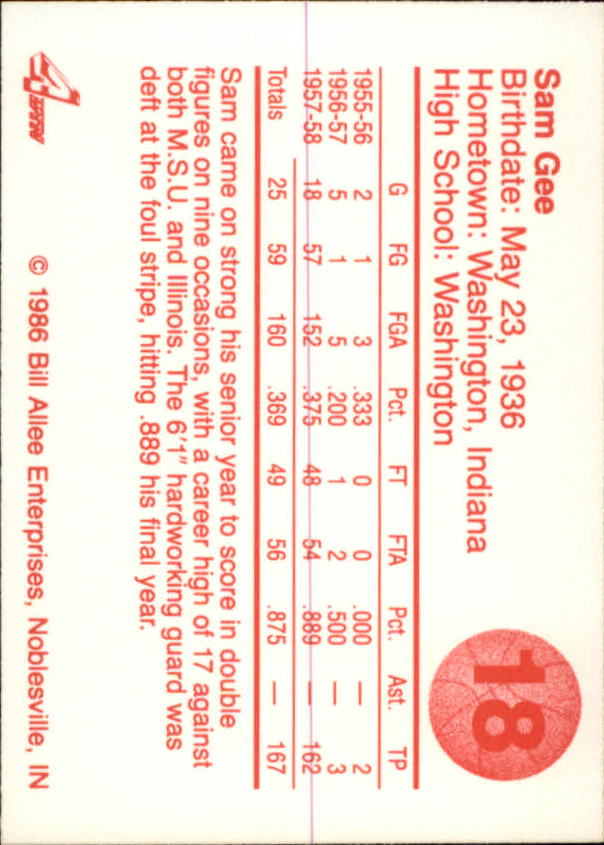 Sam Gee
Birthdate: May 23, 1936
Hometown: Washington, Indiana
High School: Washington
18
G FG FGA Pct. FT FTA Pct. Ast. TP
1955-56 2 1 3 .333 0 0 .000 — 2
1956-57 5 1 5 .200 1 2 .500 — 3
1957-58 18 57 152 .375 48 54 .889 — 162
Totals 25 59 160 .369 49 56 .875 — 167
Sam came on strong his senior year to score in double
figures on nine occasions, with a career high of 17 against
both M.S.U. and Illinois. The 6'1" hardworking guard was
deft at the foul stripe, hitting .889 his final year.
© 1986 Bill Allee Enterprises, Noblesville, IN